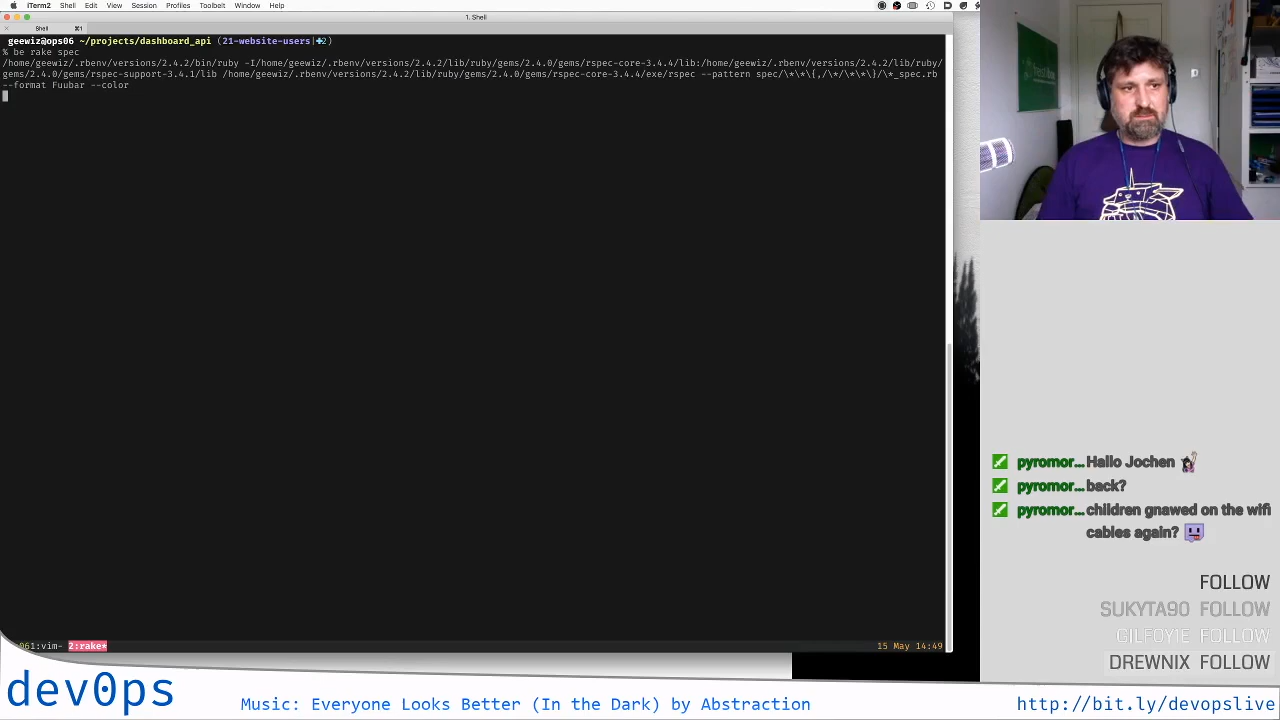 iTerm2 Shell Edit View Session Profiles Toolbelt Window Help
1. Shell
Shell ⌘1
geewiz@ops06 ~/projects/dashboard_api (21-website-users|✚2)
% be rake spec
/home/geewiz/.rbenv/versions/2.4.2/bin/ruby -I/home/geewiz/.rbenv/versions/2.4.2/lib/ruby/gems/2.4.0/gems/rspec-core-3.4.4/lib:/home/geewiz/.rbenv/versions/2.4.2/lib/ruby/
gems/2.4.0/gems/rspec-support-3.4.1/lib /home/geewiz/.rbenv/versions/2.4.2/lib/ruby/gems/2.4.0/gems/rspec-core-3.4.4/exe/rspec --pattern spec/\*\*\{,/\*/\*\*\}/\*_spec.rb
--format Fuubar --color
pyromor... Hallo Jochen
pyromor... back?
pyromor... children gnawed on the wifi
cables again?
FOLLOW
SUKYTA90 FOLLOW
GILFOYIE FOLLOW
DREWNIX FOLLOW
1:vim- 2:rake* 15 May 14:49
dev0ps
Music: Everyone Looks Better (In the Dark) by Abstraction
http://bit.ly/devopslive